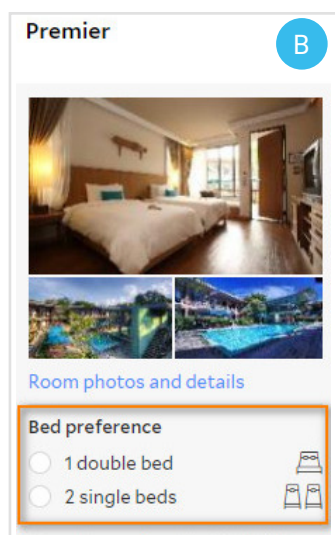 Premier
B
Room photos and details
Bed preference
1 double bed
2 single beds